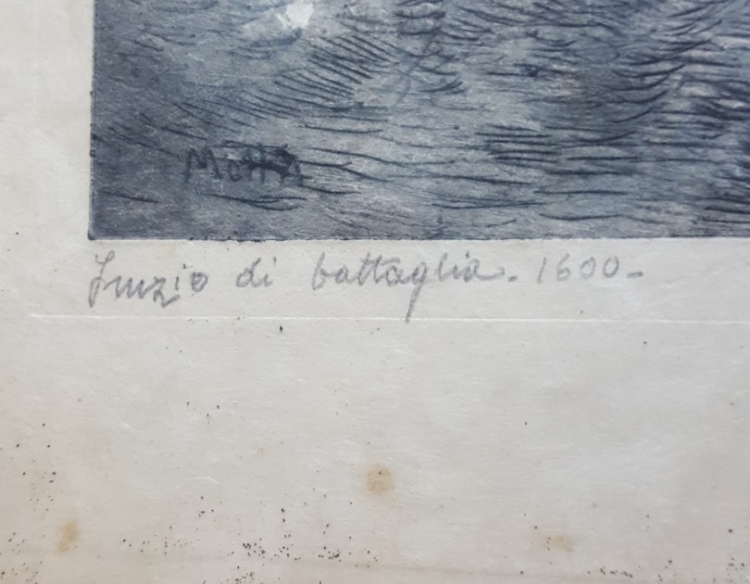 MottA
Inizio di battaglia - 1600 -